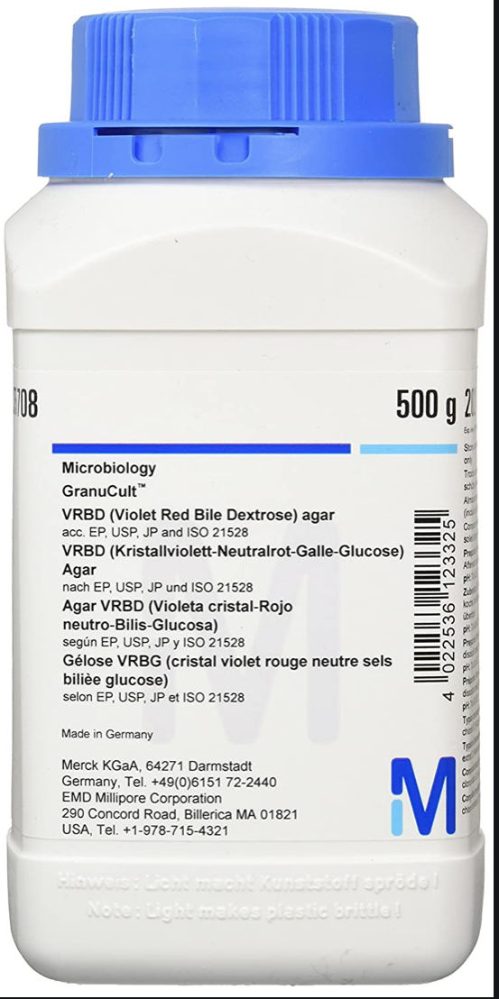 500 g
Microbiology
GranuCult™
VRBD (Violet Red Bile Dextrose) agar
acc. EP, USP, JP and ISO 21528
VRBD (Kristallviolett-Neutralrot-Galle-Glucose)
Agar
nach EP, USP, JP und ISO 21528
Agar VRBD (Violeta cristal-Rojo
neutro-Bilis-Glucosa)
según EP, USP, JP y ISO 21528
Gélose VRBG (cristal violet rouge neutre sels
bilièe glucose)
selon EP, USP, JP et ISO 21528
Made in Germany
Merck KGaA, 64271 Darmstadt
Germany, Tel. +49(0)6151 72-2440
EMD Millipore Corporation
290 Concord Road, Billerica MA 01821
USA, Tel. +1-978-715-4321
4 022536 123325
M
Hinweis: Licht macht Kunststoff spröde!
Note: Light makes plastic brittle!